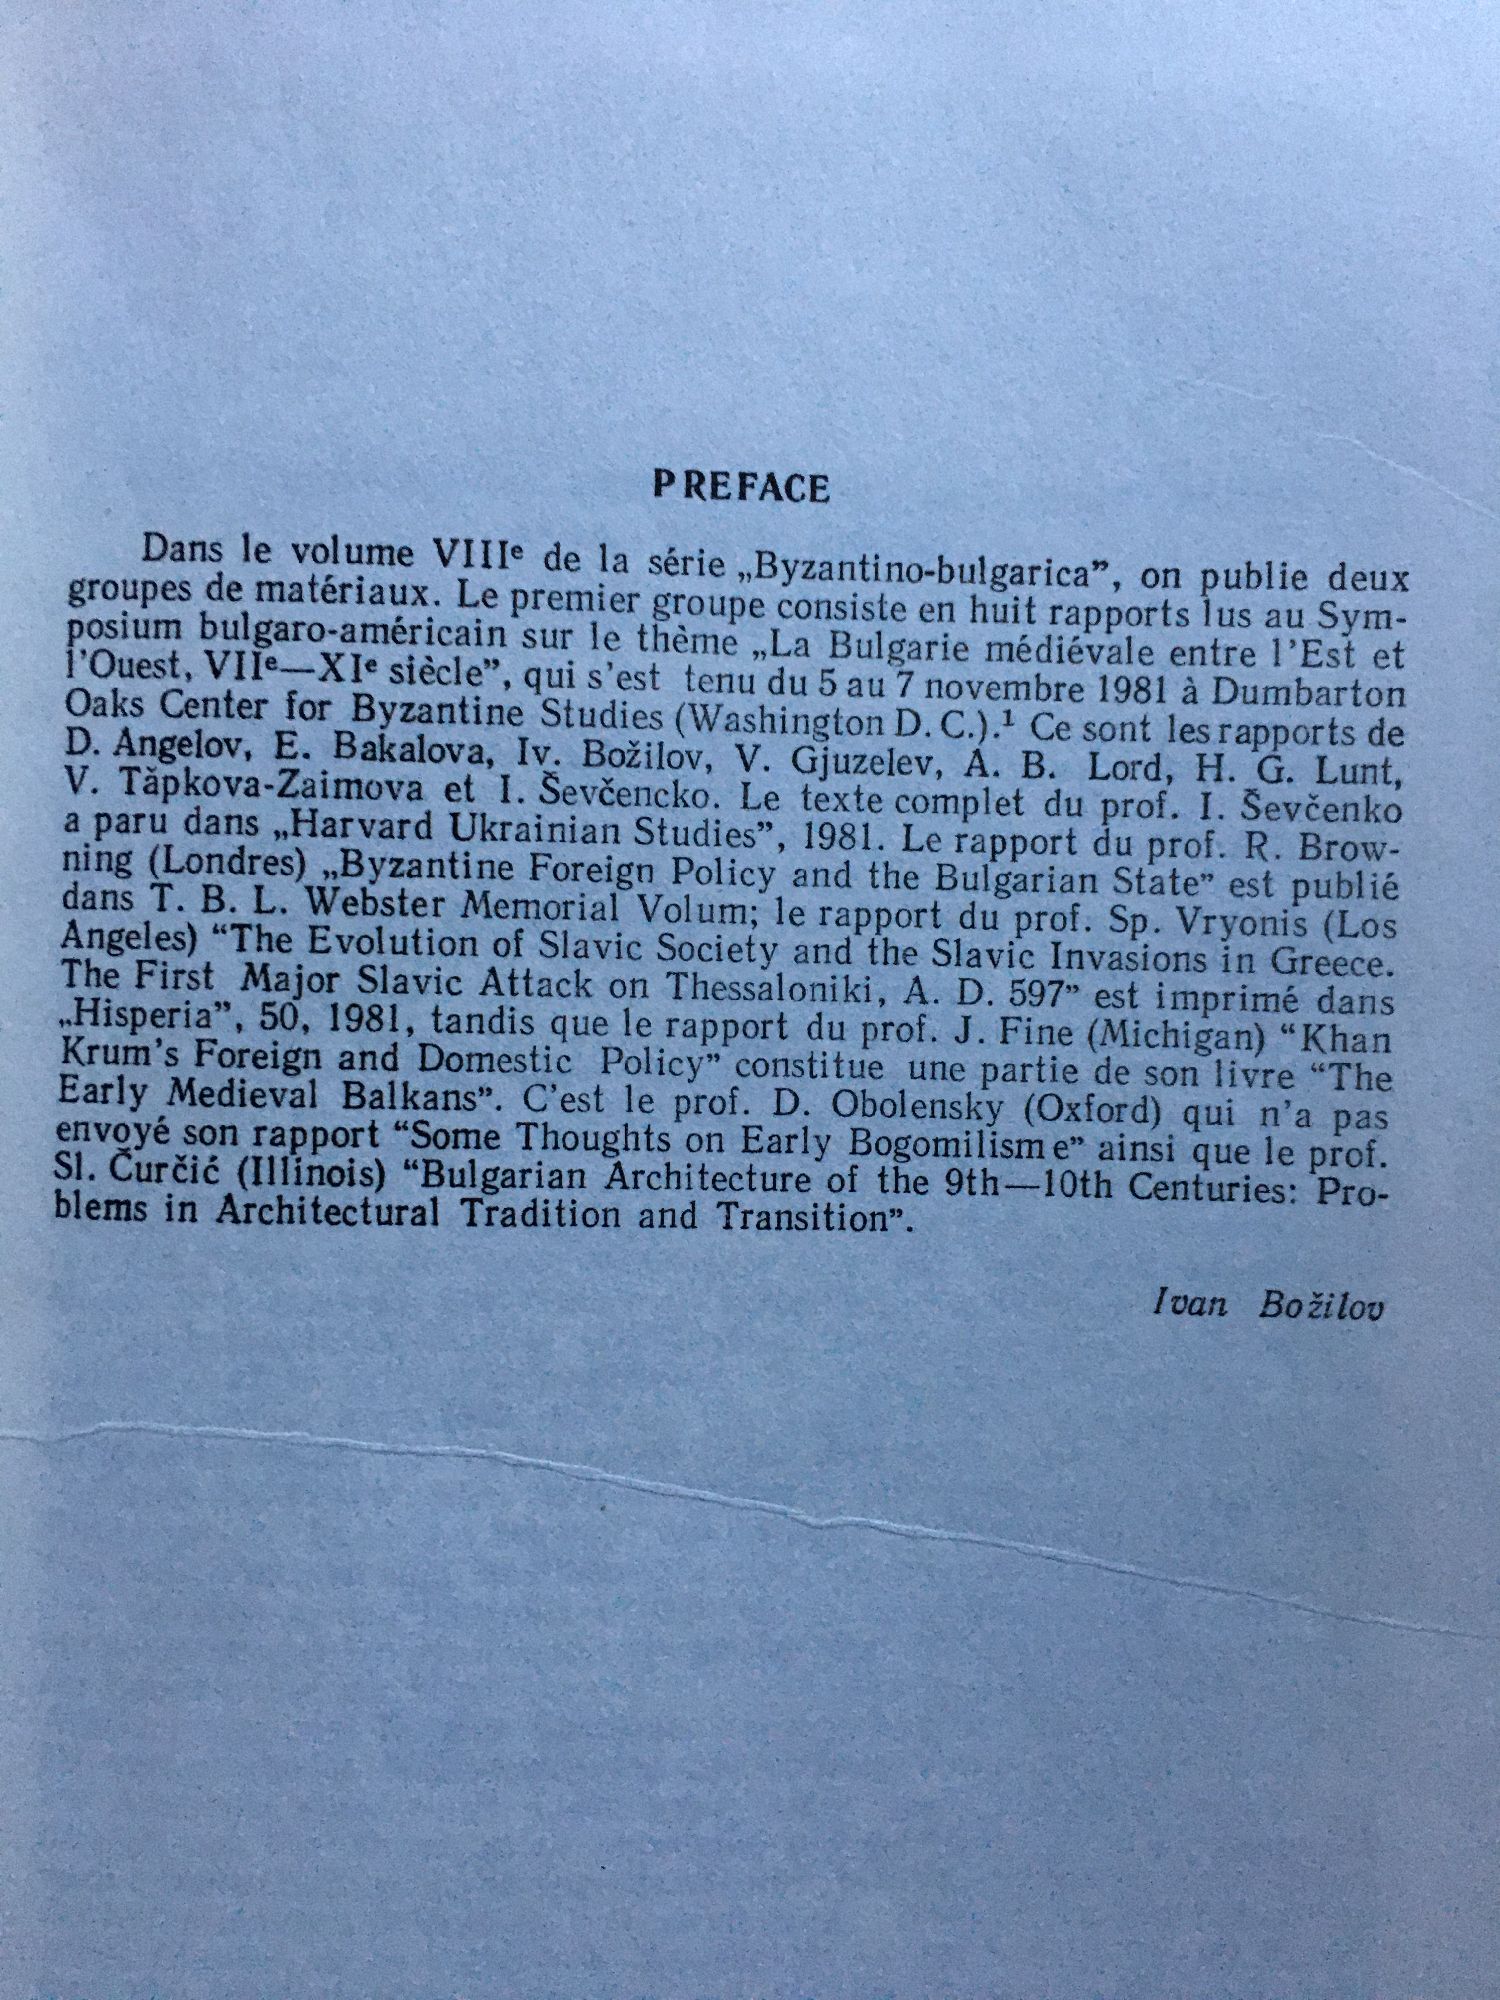 PREFACE
Dans le volume VIIIe de la série „Byzantino-bulgarica”, on publie deux
groupes de matériaux. Le premier groupe consiste en huit rapports lus au Sym-
posium bulgaro-américain sur le thème „La Bulgarie médiévale entre l'Est et
l'Ouest, VIIe—XIe siècle”, qui s'est tenu du 5 au 7 novembre 1981 à Dumbarton
Oaks Center for Byzantine Studies (Washington D. C.).¹ Ce sont les rapports de
D. Angelov, E. Bakalova, Iv. Božilov, V. Gjuzelev, A. B. Lord, H. G. Lunt,
V. Tăpkova-Zaimova et I. Ševčencko. Le texte complet du prof. I. Ševčenko
a paru dans „Harvard Ukrainian Studies”, 1981. Le rapport du prof. R. Brow-
ning (Londres) „Byzantine Foreign Policy and the Bulgarian State” est publié
dans T. B. L. Webster Memorial Volum; le rapport du prof. Sp. Vryonis (Los
Angeles) “The Evolution of Slavic Society and the Slavic Invasions in Greece.
The First Major Slavic Attack on Thessaloniki, A. D. 597” est imprimé dans
„Hisperia”, 50, 1981, tandis que le rapport du prof. J. Fine (Michigan) “Khan
Krum's Foreign and Domestic Policy” constitue une partie de son livre “The
Early Medieval Balkans”. C'est le prof. D. Obolensky (Oxford) qui n'a pas
envoyé son rapport “Some Thoughts on Early Bogomilisme” ainsi que le prof.
Sl. Čurčić (Illinois) “Bulgarian Architecture of the 9th—10th Centuries: Pro-
blems in Architectural Tradition and Transition”.
Ivan Božilov